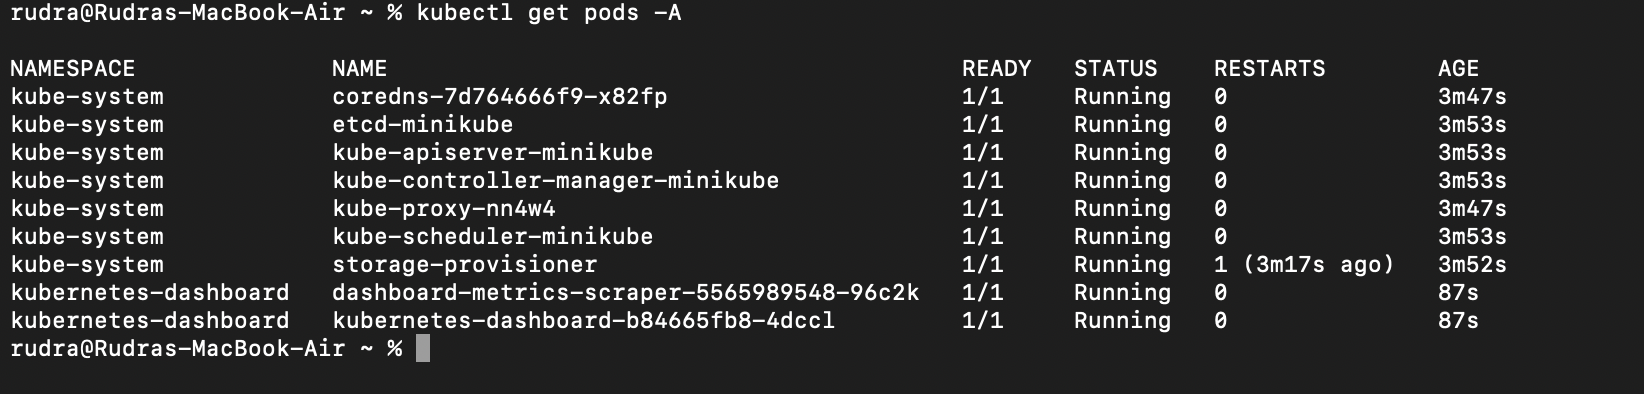 rudra@Rudras-MacBook-Air ~ % kubectl get pods -A
NAMESPACE NAME READY STATUS RESTARTS AGE
kube-system coredns-7d764666f9-x82fp 1/1 Running 0 3m47s
kube-system etcd-minikube 1/1 Running 0 3m53s
kube-system kube-apiserver-minikube 1/1 Running 0 3m53s
kube-system kube-controller-manager-minikube 1/1 Running 0 3m53s
kube-system kube-proxy-nn4w4 1/1 Running 0 3m47s
kube-system kube-scheduler-minikube 1/1 Running 0 3m53s
kube-system storage-provisioner 1/1 Running 1 (3m17s ago) 3m52s
kubernetes-dashboard dashboard-metrics-scraper-5565989548-96c2k 1/1 Running 0 87s
kubernetes-dashboard kubernetes-dashboard-b84665fb8-4dccl 1/1 Running 0 87s
rudra@Rudras-MacBook-Air ~ %